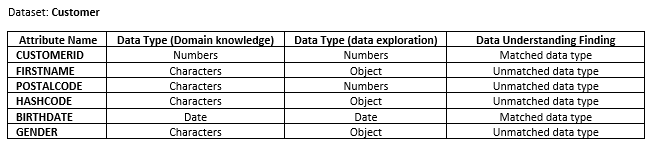 Dataset: Customer
Attribute Name Data Type (Domain knowledge) Data Type (data exploration) Data Understanding Finding
CUSTOMERID Numbers Numbers Matched data type
FIRSTNAME Characters Object Unmatched data type
POSTALCODE Characters Numbers Unmatched data type
HASHCODE Characters Object Unmatched data type
BIRTHDATE Date Date Matched data type
GENDER Characters Object Unmatched data type